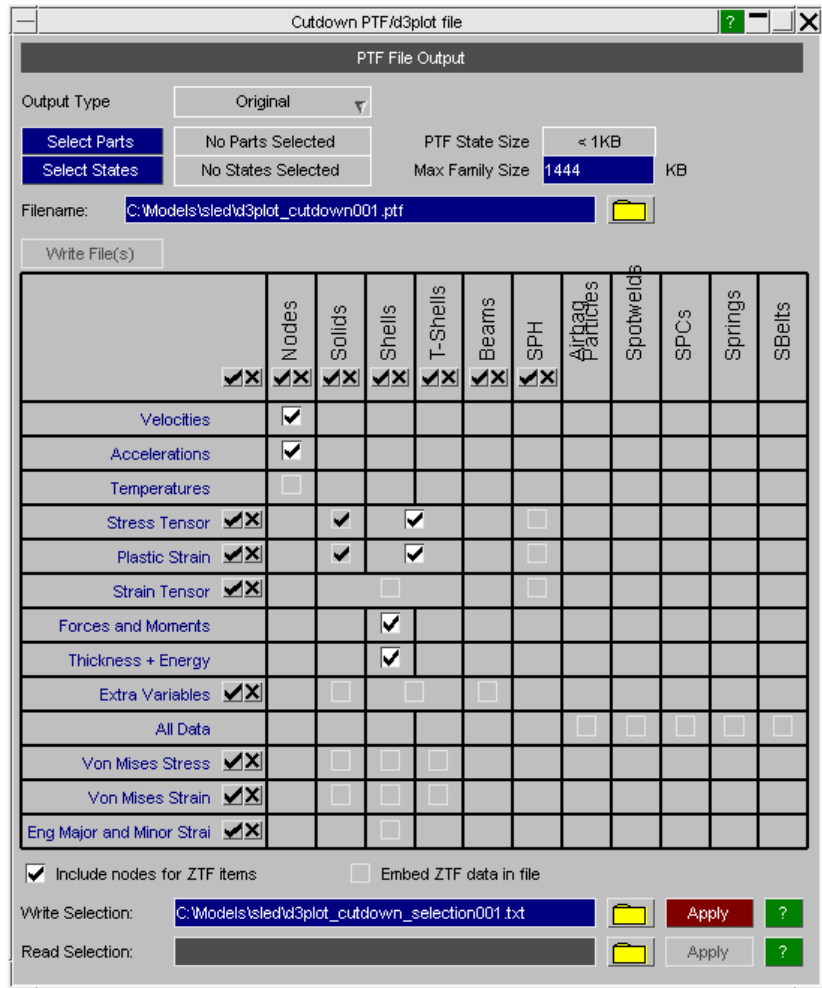 Cutdown PTF/d3plot file ?
PTF File Output
Output Type Original
Select Parts No Parts Selected PTF State Size < 1KB
Select States No States Selected Max Family Size 1444 KB
Filename: C:\Models\sled\d3plot_cutdown001.ptf
Write File(s)
Nodes Solids Shells T-Shells Beams SPH Airbag Particles Spotwelds SPCs Springs SBelts
Velocities
Accelerations
Temperatures
Stress Tensor
Plastic Strain
Strain Tensor
Forces and Moments
Thickness + Energy
Extra Variables
All Data
Von Mises Stress
Von Mises Strain
Eng Major and Minor Strai
Include nodes for ZTF items Embed ZTF data in file
Write Selection: C:\Models\sled\d3plot_cutdown_selection001.txt Apply ?
Read Selection: Apply ?